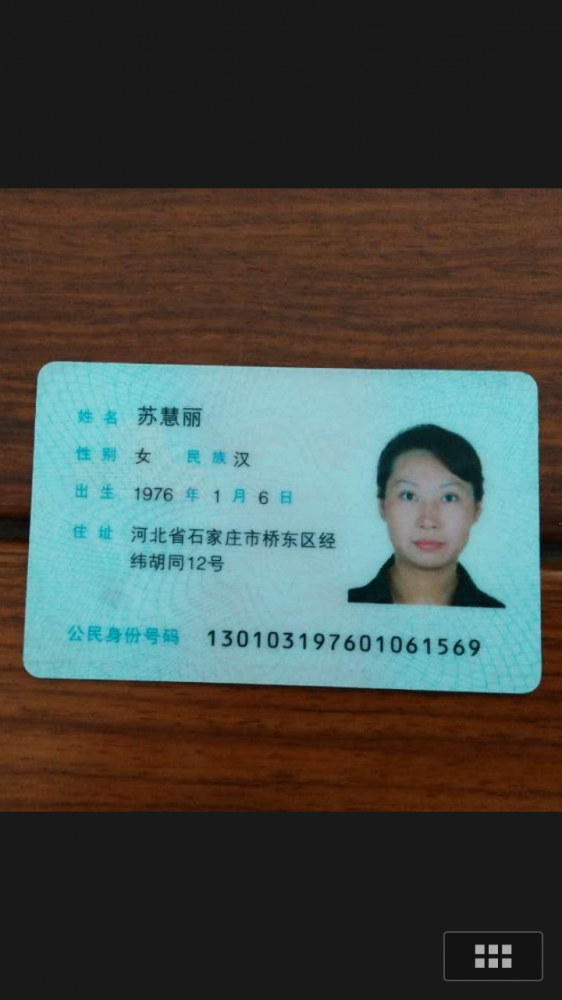 姓名 苏慧丽
性别 女 民族 汉
出生 1976 年 1 月 6 日
住址 河北省石家庄市桥东区经
纬胡同12号
公民身份号码 130103197601061569